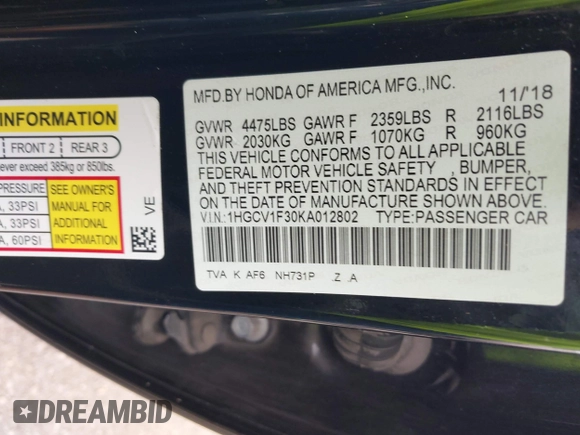 INFORMATION
FRONT 2 REAR 3
ever exceed 385kg or 850lbs.
PRESSURE
, 33PSI
, 33PSI
, 60PSI
SEE OWNER'S
MANUAL FOR
ADDITIONAL
INFORMATION
VE
MFD.BY HONDA OF AMERICA MFG.,INC.
11/'18
GVWR 4475LBS GAWR F 2359LBS R 2116LBS
GVWR 2030KG GAWR F 1070KG R 960KG
THIS VEHICLE CONFORMS TO ALL APPLICABLE
FEDERAL MOTOR VEHICLE SAFETY , BUMPER,
AND THEFT PREVENTION STANDARDS IN EFFECT
ON THE DATE OF MANUFACTURE SHOWN ABOVE.
V.I.N:1HGCV1F30KA012802 TYPE:PASSENGER CAR
TVA K AF6 NH731P .Z .A
DREAMBID